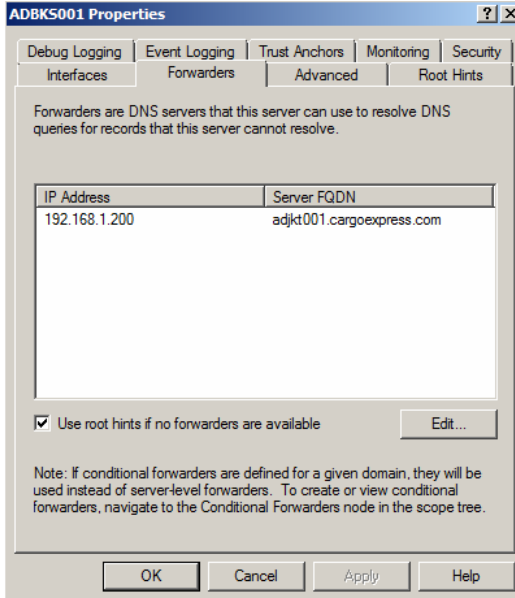 ADBKS001 Properties
Debug Logging Event Logging Trust Anchors Monitoring Security
Interfaces Forwarders Advanced Root Hints
Forwarders are DNS servers that this server can use to resolve DNS
queries for records that this server cannot resolve.
IP Address Server FQDN
192.168.1.200 adjkt001.cargoexpress.com
Use root hints if no forwarders are available Edit...
Note: If conditional forwarders are defined for a given domain, they will be
used instead of server-level forwarders. To create or view conditional
forwarders, navigate to the Conditional Forwarders node in the scope tree.
OK Cancel Apply Help